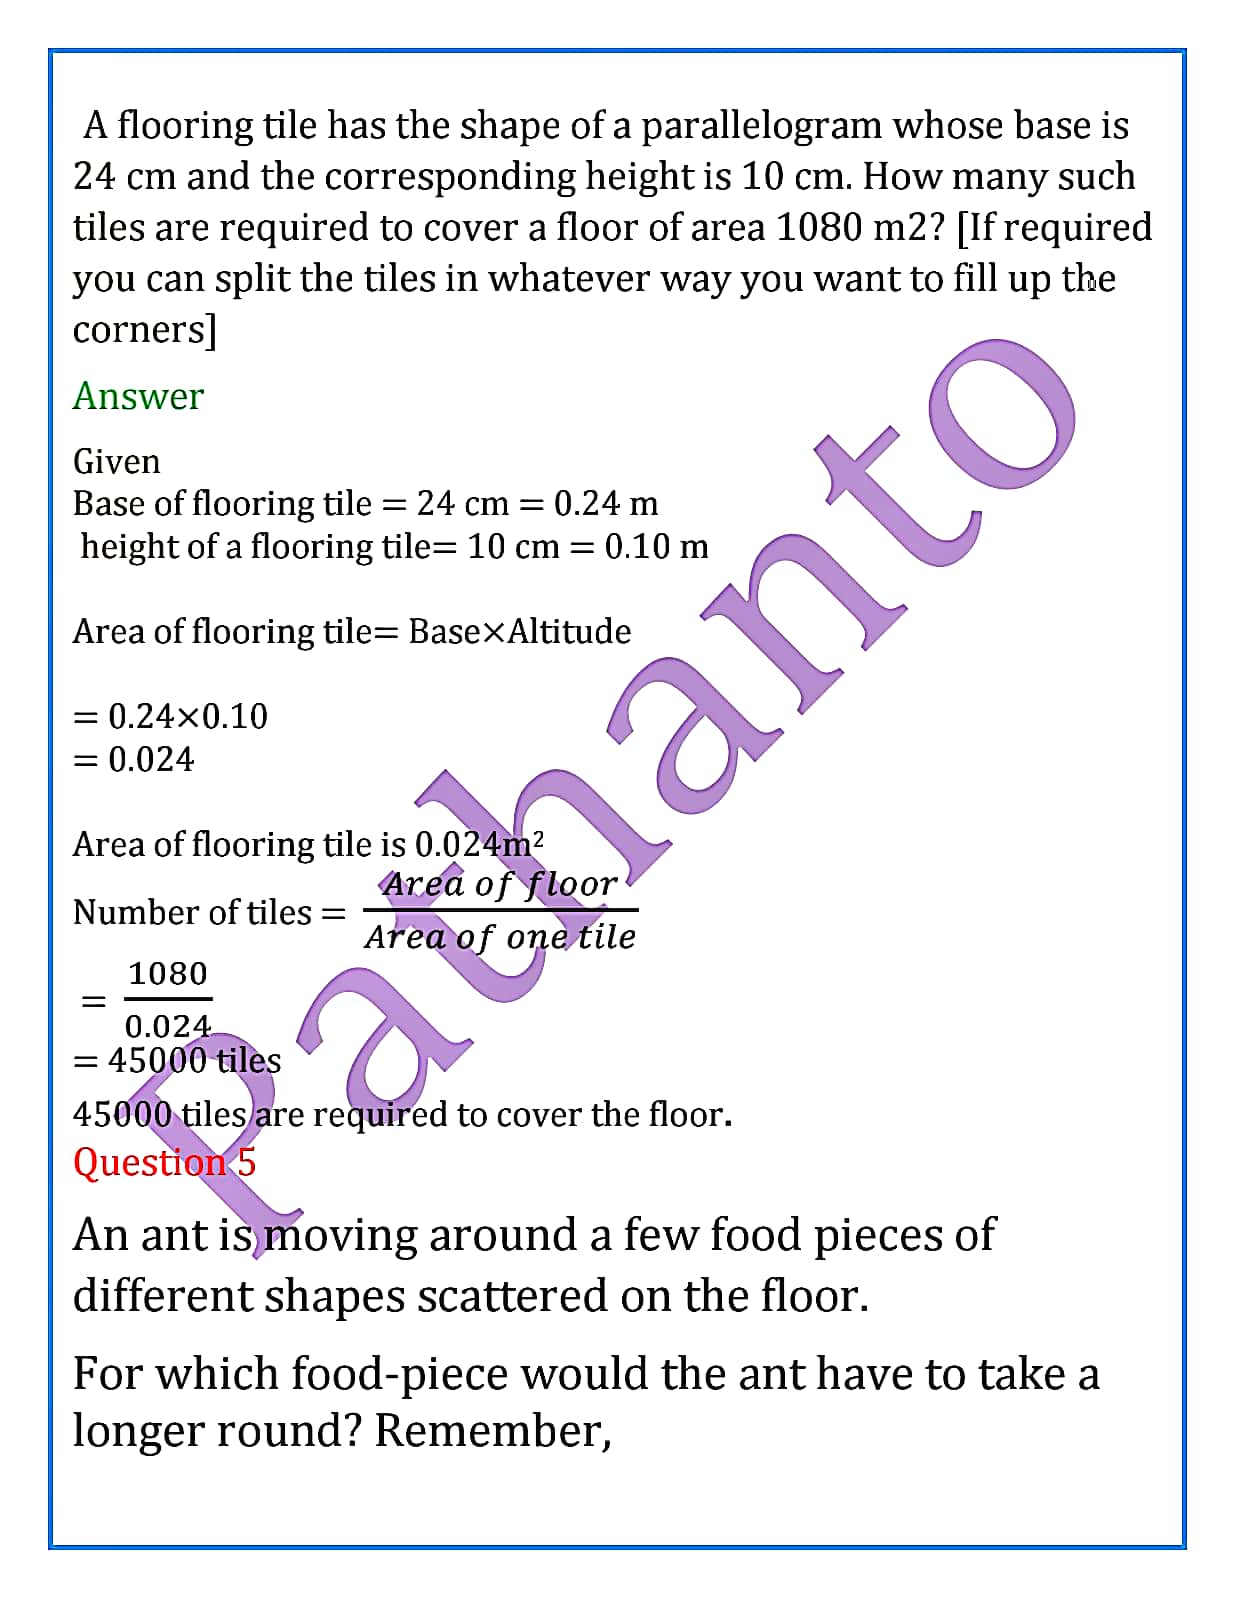 A flooring tile has the shape of a parallelogram whose base is
24 cm and the corresponding height is 10 cm. How many such
tiles are required to cover a floor of area 1080 m2? [If required
you can split the tiles in whatever way you want to fill up the
corners]
Answer
Given
Base of flooring tile = 24 cm = 0.24 m
height of a flooring tile= 10 cm = 0.10 m
Area of flooring tile= Base×Altitude
= 0.24×0.10
= 0.024
Area of flooring tile is 0.024m²
Number of tiles = Area of floor / Area of one tile
= 1080 / 0.024
= 45000 tiles
45000 tiles are required to cover the floor.
Question 5
An ant is moving around a few food pieces of
different shapes scattered on the floor.
For which food-piece would the ant have to take a
longer round? Remember,
Pathanto